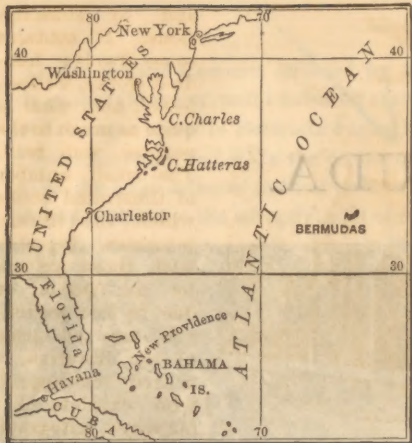 80
70
New York
40
40
Washington
UNITED STATES
C. Charles
C. Hatteras
ATLANTIC OCEAN
Charleston
BERMUDAS
30
30
Florida
New Providence
BAHAMA
IS.
Havana
CUBA
80
70
UDA